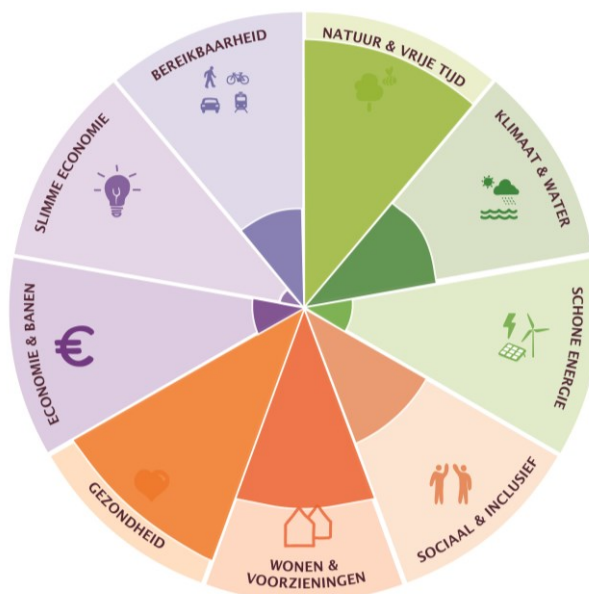 NATUUR & VRIJE TIJD
KLIMAAT & WATER
SCHONE ENERGIE
SOCIAAL & INCLUSIEF
WONEN &
VOORZIENINGEN
GEZONDHEID
ECONOMIE & BANEN
€
SLIMME ECONOMIE
BEREIKBAARHEID